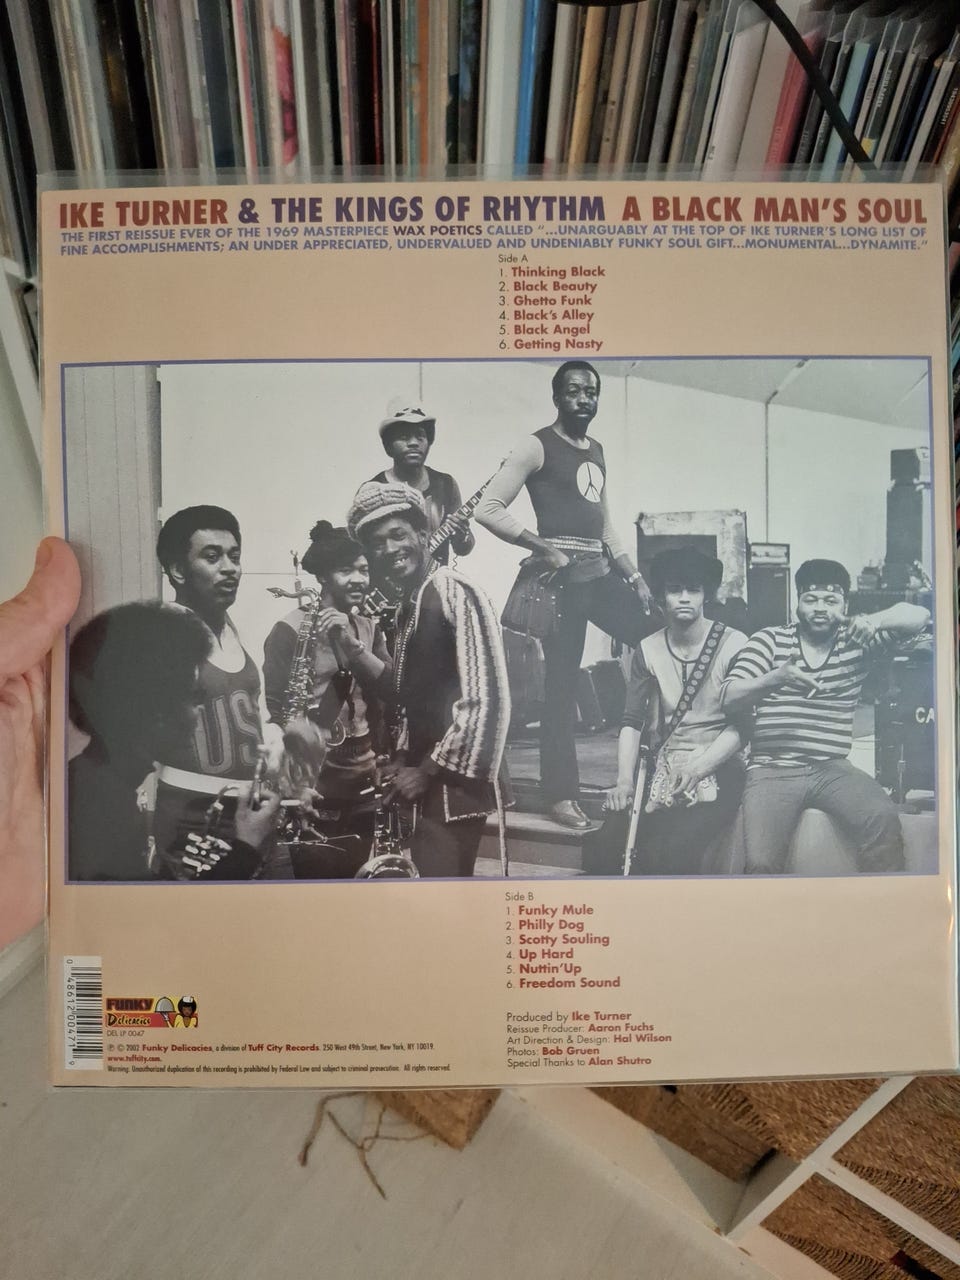 IKE TURNER & THE KINGS OF RHYTHM A BLACK MAN'S SOUL
THE FIRST REISSUE EVER OF THE 1969 MASTERPIECE WAX POETICS CALLED "...UNARGUABLY AT THE TOP OF IKE TURNER'S LONG LIST OF
FINE ACCOMPLISHMENTS; AN UNDER APPRECIATED, UNDERVALUED AND UNDENIABLY FUNKY SOUL GIFT...MONUMENTAL...DYNAMITE."
Side A
1. Thinking Black
2. Black Beauty
3. Ghetto Funk
4. Black's Alley
5. Black Angel
6. Getting Nasty
US
CA
Side B
1. Funky Mule
2. Philly Dog
3. Scotty Souling
4. Up Hard
5. Nuttin'Up
6. Freedom Sound
Produced by Ike Turner
Reissue Producer: Aaron Fuchs
Art Direction & Design: Hal Wilson
Photos: Bob Gruen
Special Thanks to Alan Shutro
0 48612 00471 9
FUNKY
Delicacies
DEL LP 0047
℗ © 2002 Funky Delicacies, a division of Tuff City Records. 250 West 49th Street, New York, NY 10019.
www.tuffcity.com.
Warning: Unauthorized duplication of this recording is prohibited by Federal Law and subject to criminal prosecution. All rights reserved.